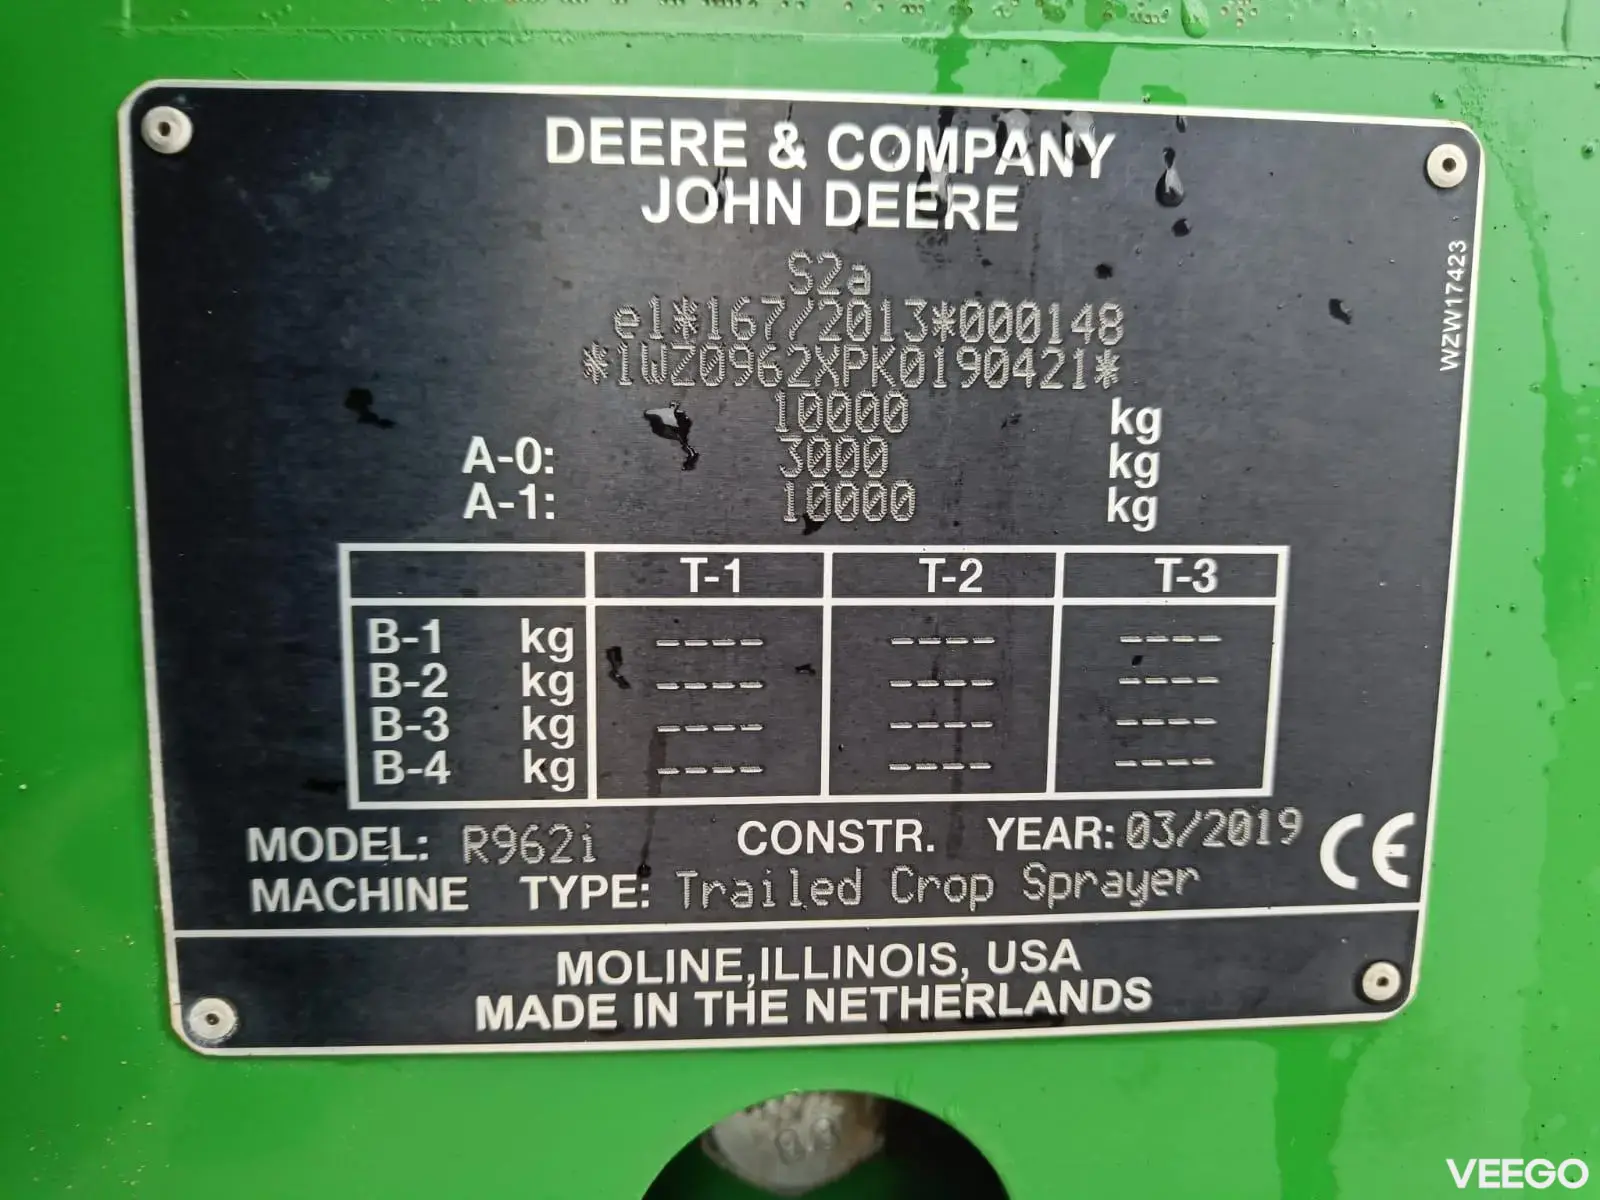 DEERE & COMPANY
JOHN DEERE
S2a
e1*167/2013*000148
*1WZ0962XPK0190421*
10000 kg
A-0: 3000 kg
A-1: 10000 kg
WZW17423
T-1 T-2 T-3
B-1 kg ---- ---- ----
B-2 kg ---- ---- ----
B-3 kg ---- ---- ----
B-4 kg ---- ---- ----
MODEL: R962i CONSTR. YEAR: 03/2019 CE
MACHINE TYPE: Trailed Crop Sprayer
MOLINE,ILLINOIS, USA
MADE IN THE NETHERLANDS
VEEGO